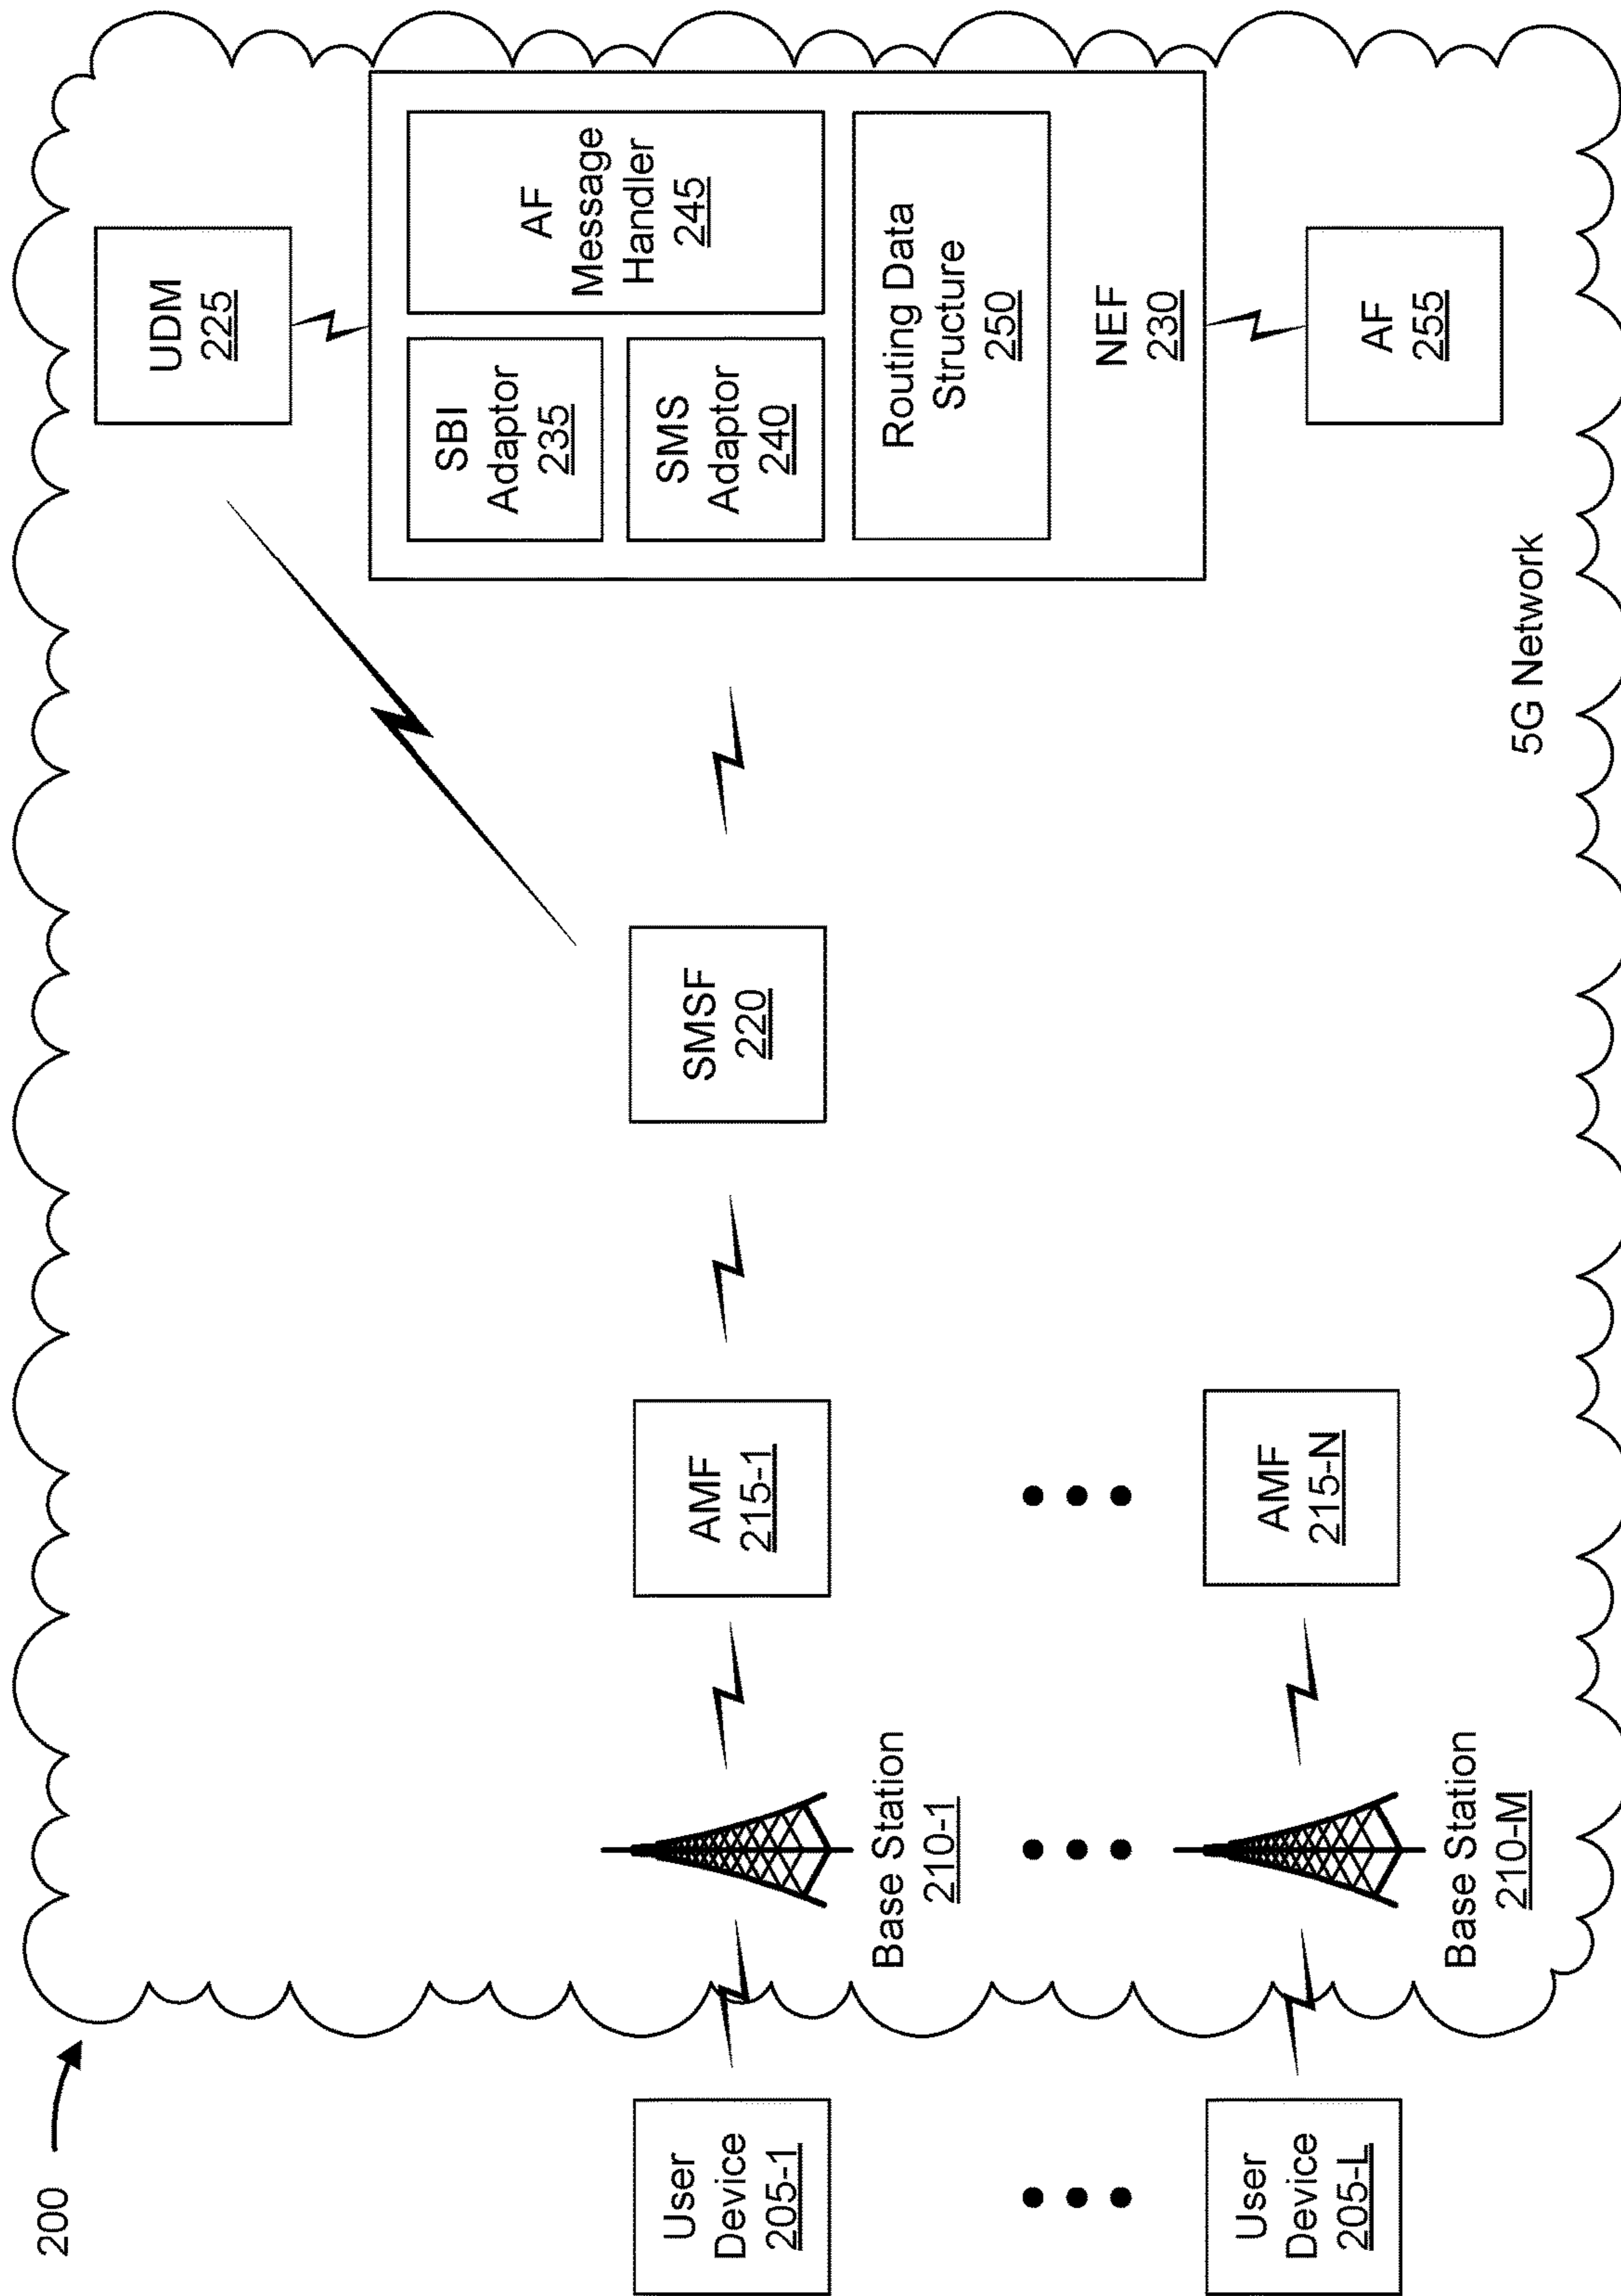 200
User
Device
205-1
User
Device
205-L
Base Station
210-1
Base Station
210-M
AMF
215-1
AMF
215-N
SMSF
220
UDM
225
SBI
Adaptor
235
SMS
Adaptor
240
AF
Message
Handler
245
Routing Data
Structure
250
NEF
230
AF
255
5G Network